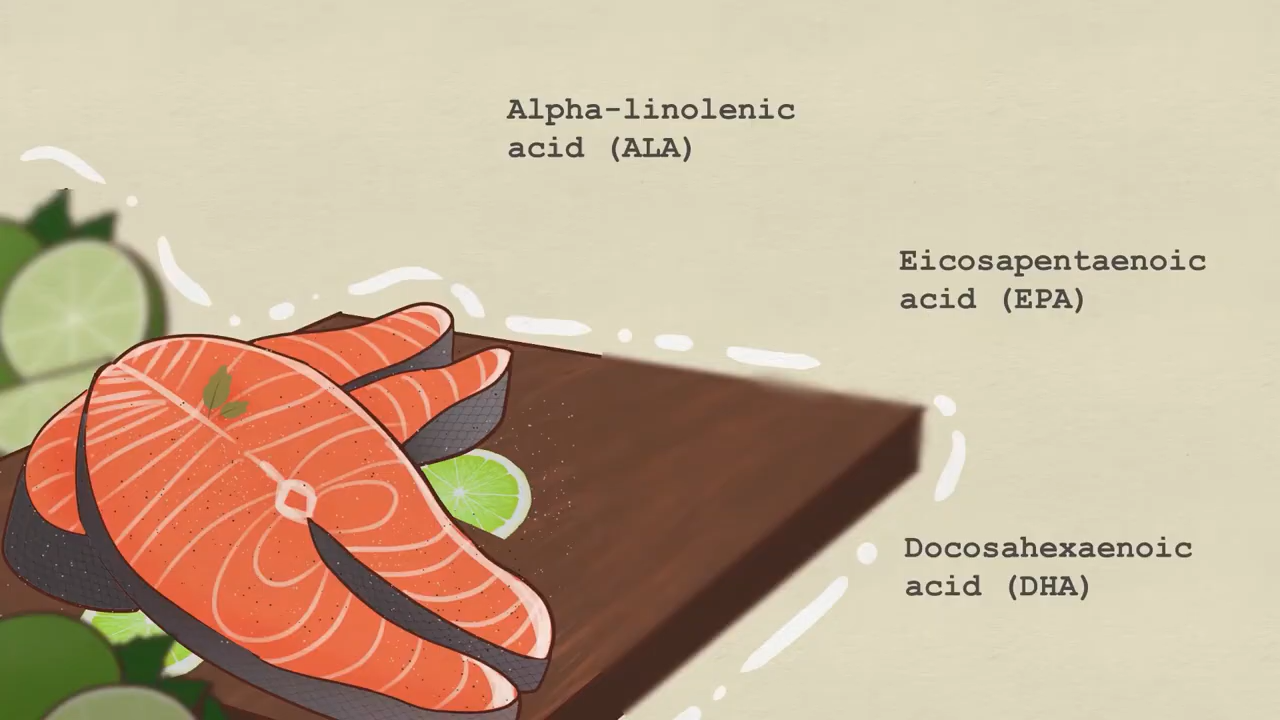 Alpha-linolenic
acid (ALA)
Eicosapentaenoic
acid (EPA)
Docosahexaenoic
acid (DHA)